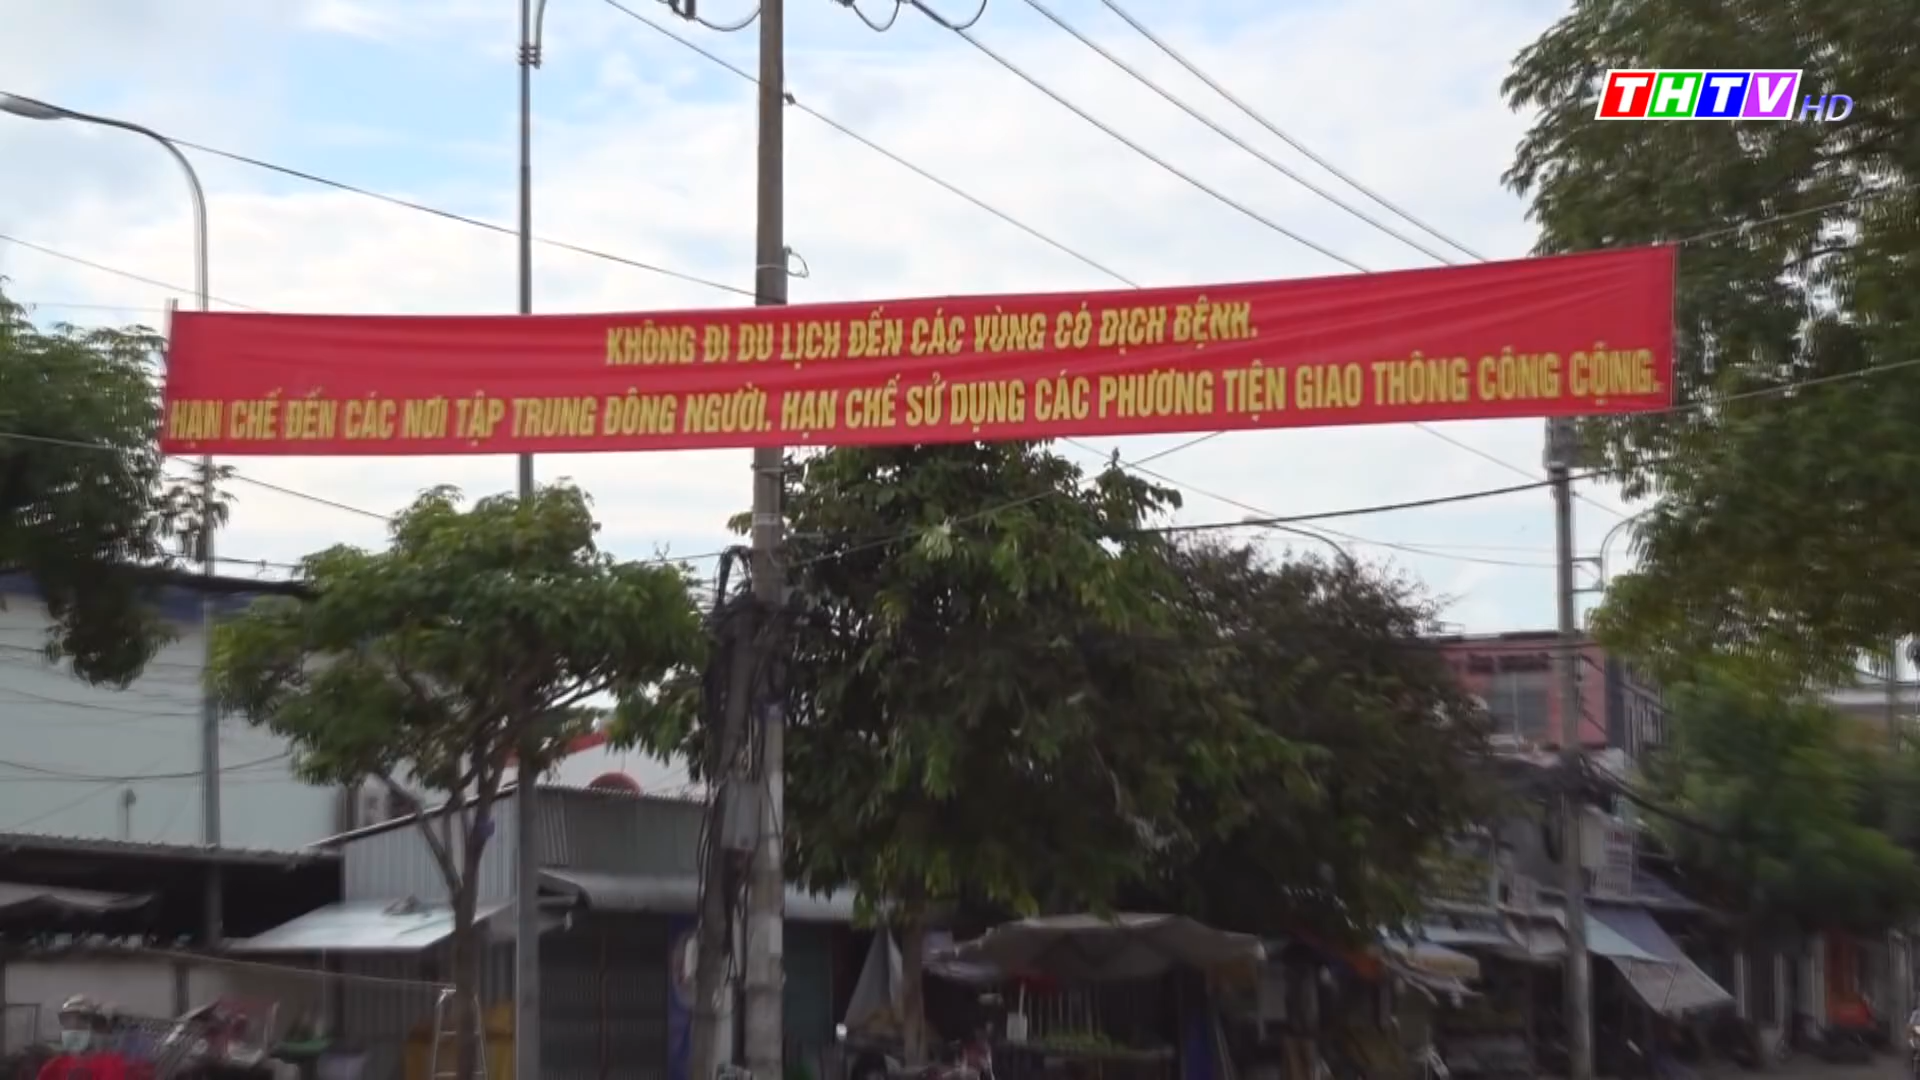 THTV HD
KHÔNG ĐI DU LỊCH ĐẾN CÁC VÙNG CÓ DỊCH BỆNH.
HẠN CHẾ ĐẾN CÁC NƠI TẬP TRUNG ĐÔNG NGƯỜI. HẠN CHẾ SỬ DỤNG CÁC PHƯƠNG TIỆN GIAO THÔNG CÔNG CỘNG.